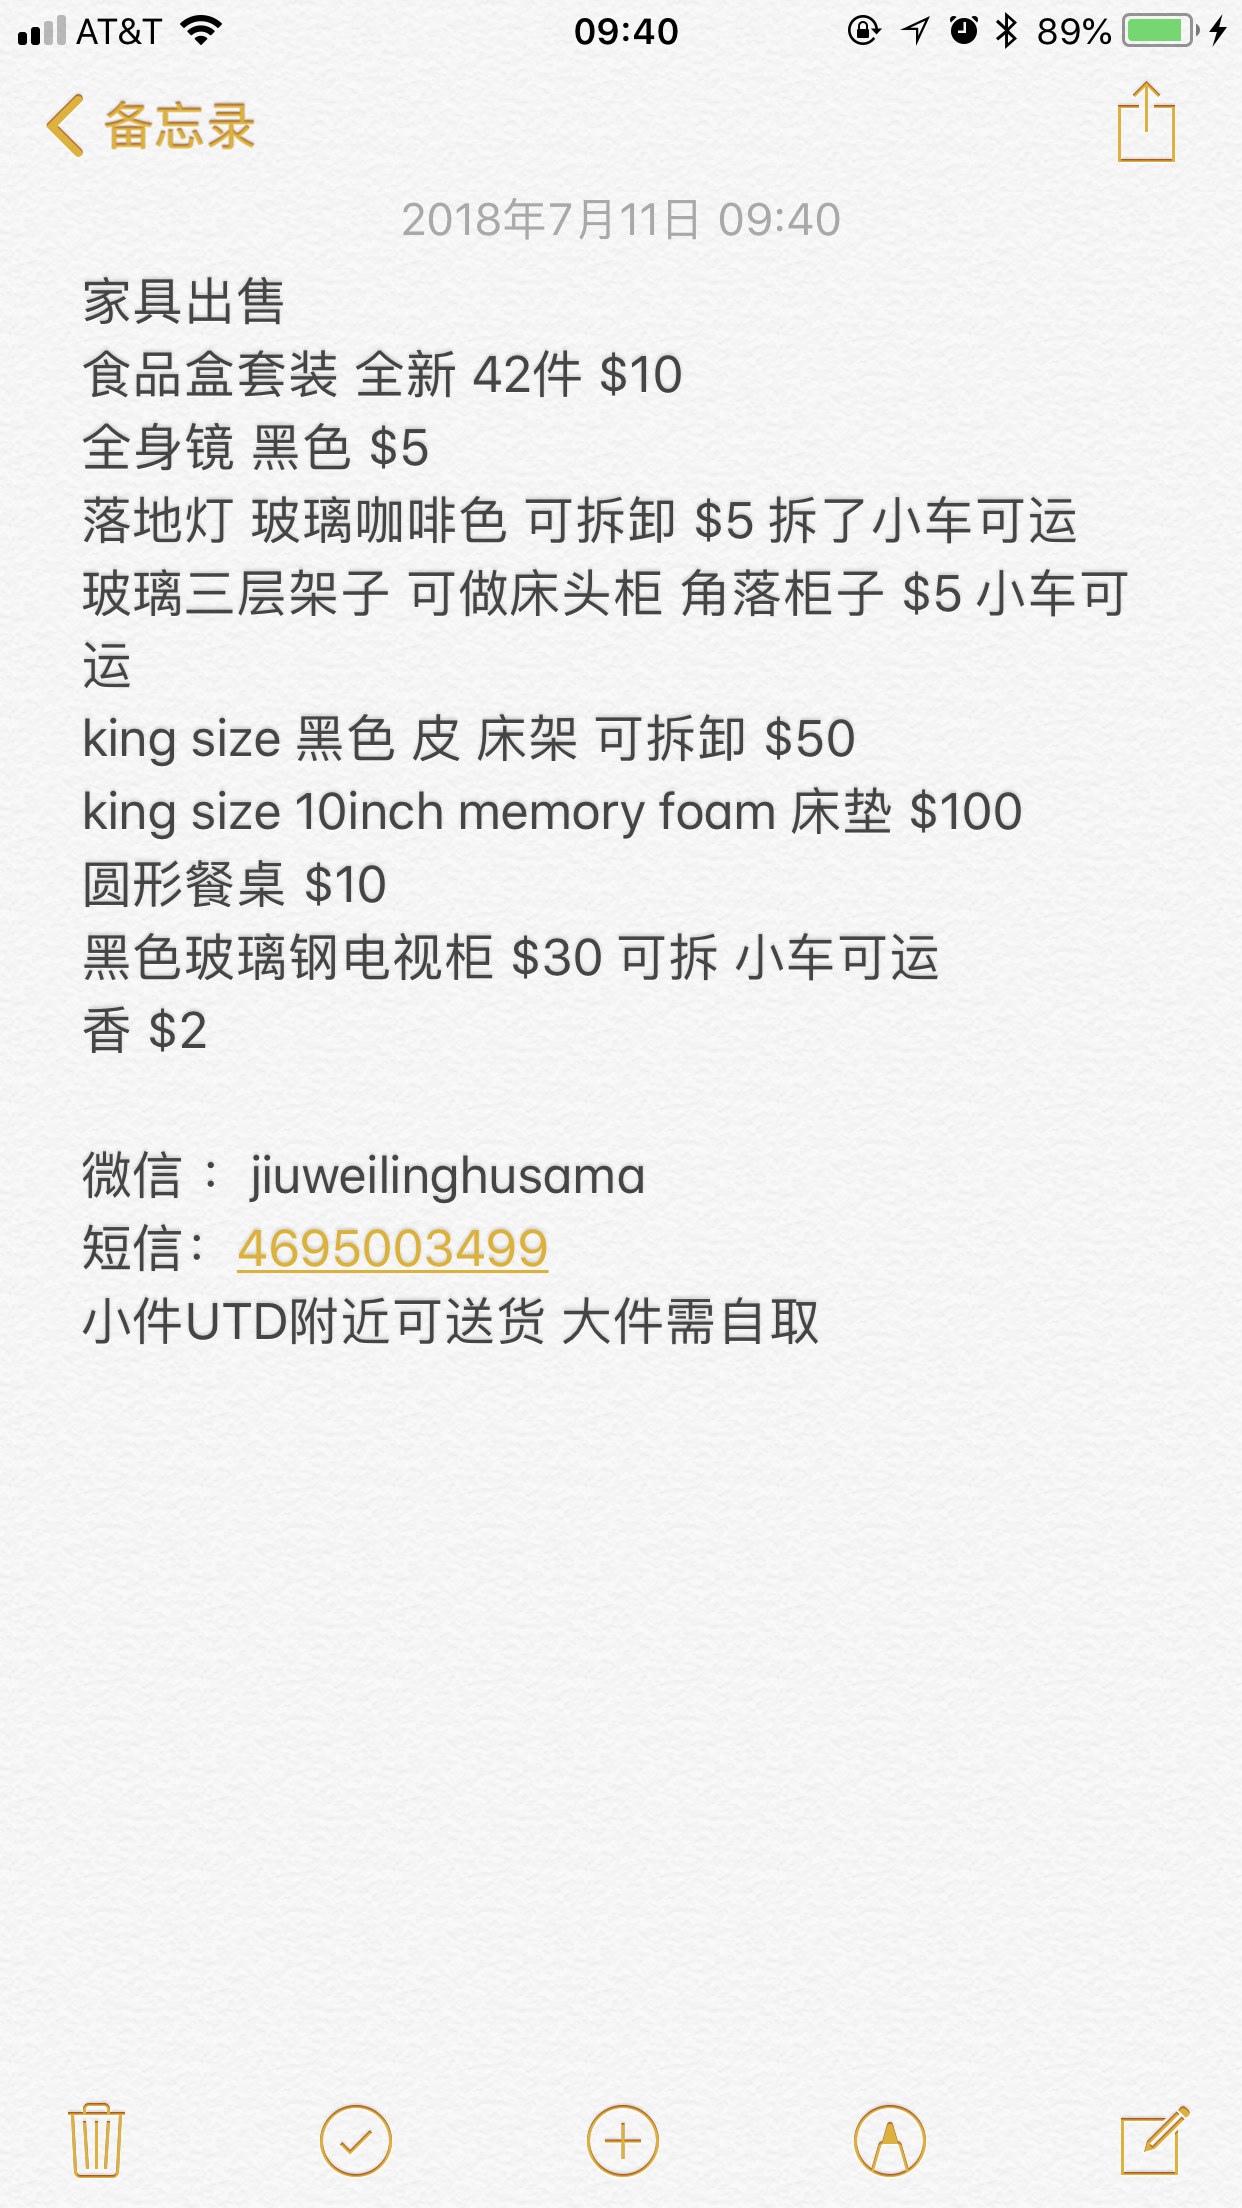 AT&T 09:40 89%
备忘录
2018年7月11日 09:40
家具出售
食品盒套装 全新 42件 $10
全身镜 黑色 $5
落地灯 玻璃咖啡色 可拆卸 $5 拆了小车可运
玻璃三层架子 可做床头柜 角落柜子 $5 小车可
运
king size 黑色 皮 床架 可拆卸 $50
king size 10inch memory foam 床垫 $100
圆形餐桌 $10
黑色玻璃钢电视柜 $30 可拆 小车可运
香 $2
微信 : jiuweilinghusama
短信：4695003499
小件UTD附近可送货 大件需自取